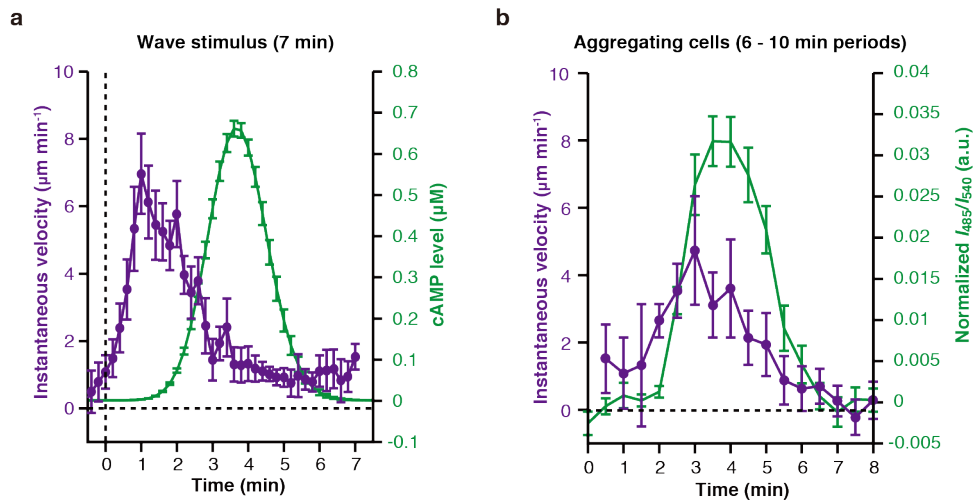 a
Wave stimulus (7 min)
Instantaneous velocity (µm min⁻¹)
10
8
6
4
2
0
0.8
0.7
0.6
0.5
0.4
0.3
0.2
0.1
0
-0.1
cAMP level (µM)
0 1 2 3 4 5 6 7
Time (min)
b
Aggregating cells (6 - 10 min periods)
Instantaneous velocity (µm min⁻¹)
10
8
6
4
2
0
0.04
0.035
0.03
0.025
0.02
0.015
0.010
0.005
0
-0.005
Normalized I485/I540 (a.u.)
0 1 2 3 4 5 6 7 8
Time (min)